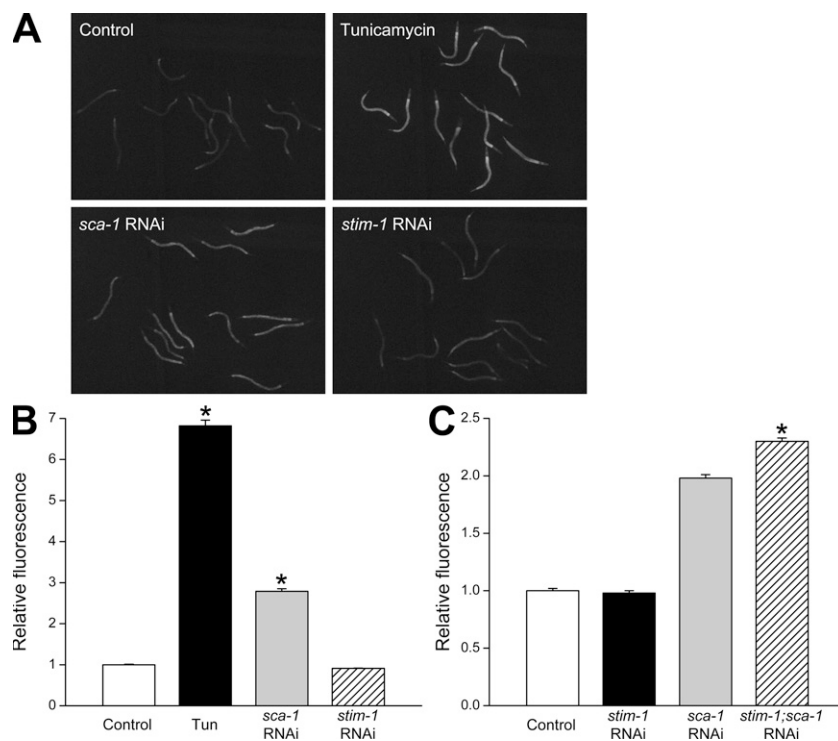 A
Control
Tunicamycin
sca-1 RNAi
stim-1 RNAi
B
Relative fluorescence
7
6
5
4
3
2
1
0
*
*
Control
Tun
sca-1
RNAi
stim-1
RNAi
C
Relative fluorescence
2.5
2.0
1.5
1.0
0.5
0.0
*
Control
stim-1
RNAi
sca-1
RNAi
stim-1;sca-1
RNAi